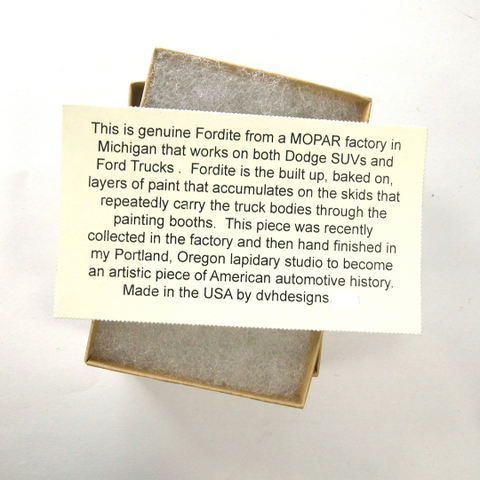 This is genuine Fordite from a MOPAR factory in
Michigan that works on both Dodge SUVs and
Ford Trucks . Fordite is the built up, baked on,
layers of paint that accumulates on the skids that
repeatedly carry the truck bodies through the
painting booths. This piece was recently
collected in the factory and then hand finished in
my Portland, Oregon lapidary studio to become
an artistic piece of American automotive history.
Made in the USA by dvhdesigns